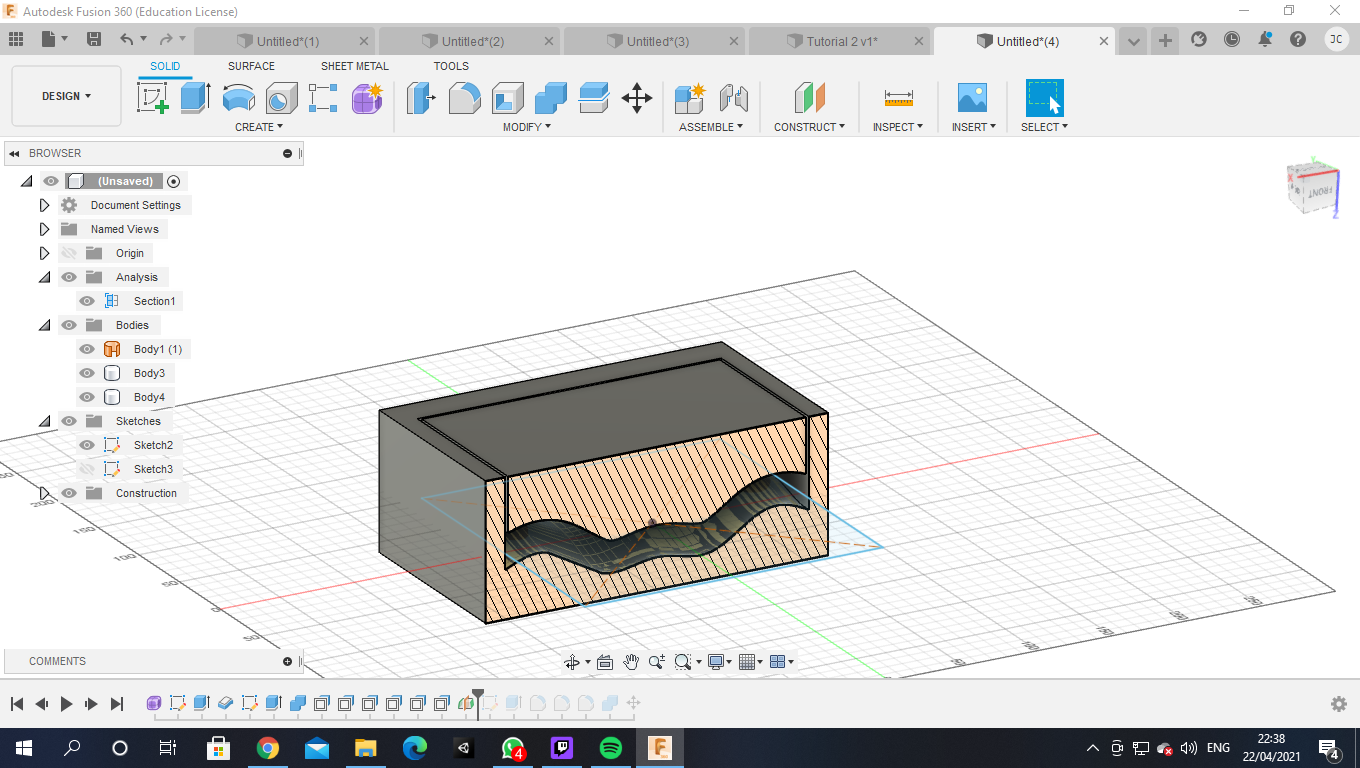 Autodesk Fusion 360 (Education License)
Untitled*(1)
Untitled*(2)
Untitled*(3)
Tutorial 2 v1*
Untitled*(4)
JC
SOLID
SURFACE
SHEET METAL
TOOLS
DESIGN
CREATE
MODIFY
ASSEMBLE
CONSTRUCT
INSPECT
INSERT
SELECT
BROWSER
(Unsaved)
Document Settings
Named Views
Origin
Analysis
Section1
Bodies
Body1 (1)
Body3
Body4
Sketches
Sketch2
Sketch3
Construction
FRONT
X
Y
Z
200
150
100
50
0
50
50
100
150
200
250
COMMENTS
4
ENG
22:38
22/04/2021
4